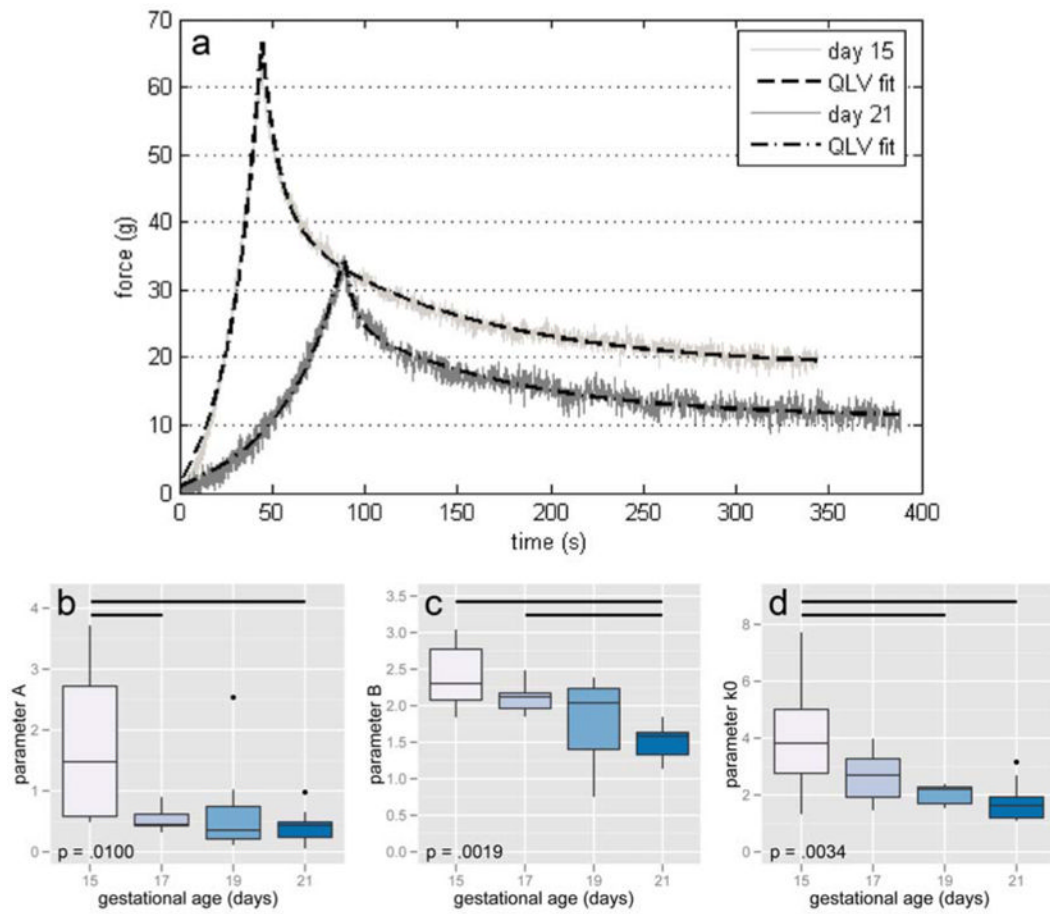 a
70
60
50
40
30
20
10
0
force (g)
day 15
QLV fit
day 21
QLV fit
0 50 100 150 200 250 300 350 400
time (s)
b
4
3
2
1
0
parameter A
p = .0100
15 17 19 21
gestational age (days)
c
3.5
3.0
2.5
2.0
1.5
1.0
0.5
0.0
parameter B
p = .0019
15 17 19 21
gestational age (days)
d
8
6
4
2
0
parameter k0
p = .0034
15 17 19 21
gestational age (days)